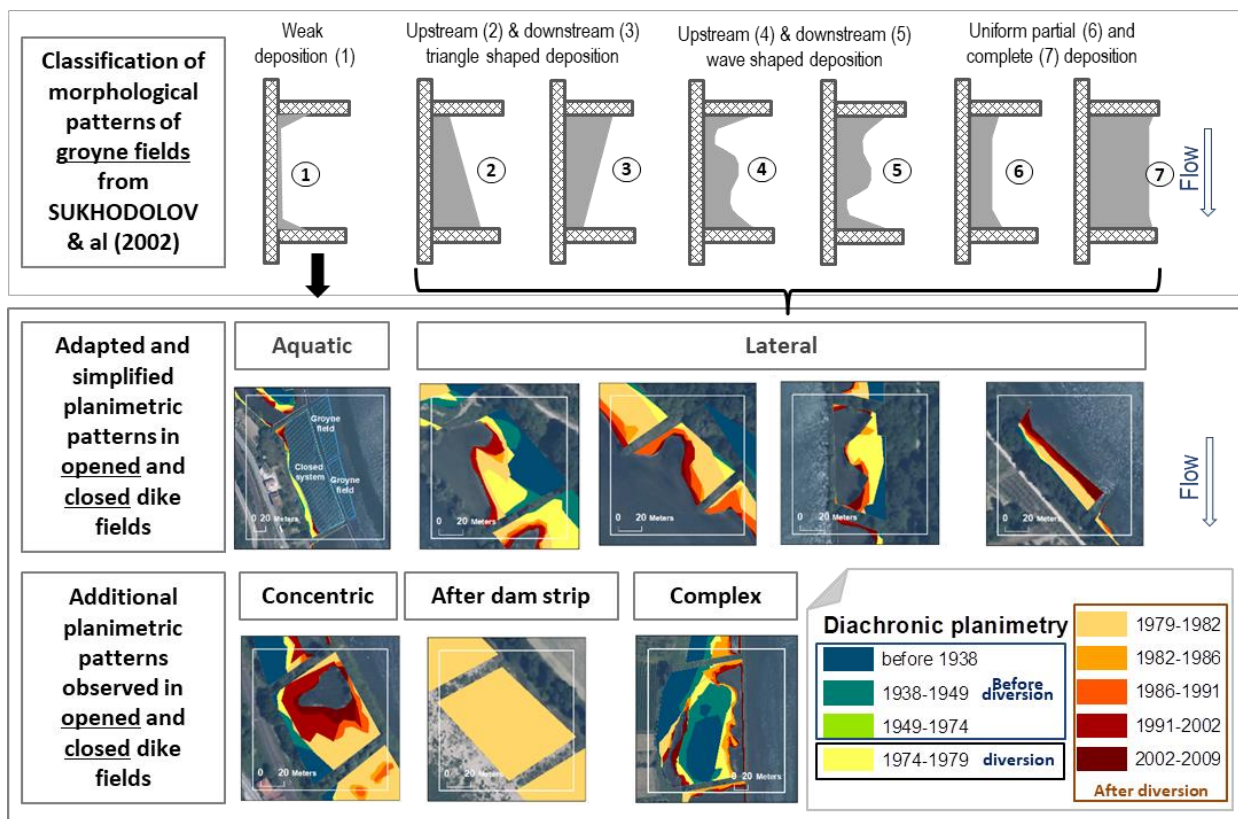 Classification of
morphological
patterns of
groyne fields
from
SUKHODOLOV
& al (2002)
Weak
deposition (1)
Upstream (2) & downstream (3)
triangle shaped deposition
Upstream (4) & downstream (5)
wave shaped deposition
Uniform partial (6) and
complete (7) deposition
1
2
3
4
5
6
7
Flow
Adapted and
simplified
planimetric
patterns in
opened and
closed dike
fields
Aquatic
Lateral
Groyne
field
Closed
system
Groyne
field
0 20 Meters
0 20 Meters
0 20 Meters
0 20 Meters
0 20 Meters
Flow
Additional
planimetric
patterns
observed in
opened and
closed dike
fields
Concentric
After dam strip
Complex
0 20 Meters
0 20 Meters
0 20 Meters
Diachronic planimetry
before 1938
1938-1949
1949-1974
Before
diversion
1974-1979
diversion
1979-1982
1982-1986
1986-1991
1991-2002
2002-2009
After diversion